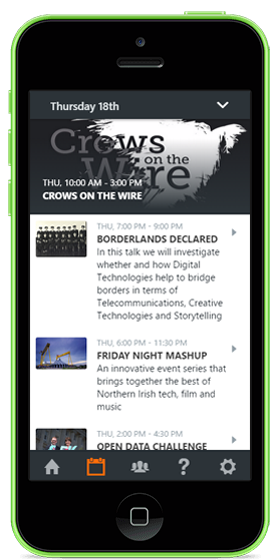 Thursday 18th
Crows
on the
Wire
THU, 10:00 AM - 3:00 PM
CROWS ON THE WIRE
THU, 7:00 PM - 9:00 PM
BORDERLANDS DECLARED
In this talk we will investigate
whether and how Digital
Technologies help to bridge
borders in terms of
Telecommunications, Creative
Technologies and Storytelling
THU, 6:00 PM - 11:30 PM
FRIDAY NIGHT MASHUP
An innovative event series that
brings together the best of
Northern Irish tech, film and
music
THU, 2:00 PM - 4:30 PM
OPEN DATA CHALLENGE
?